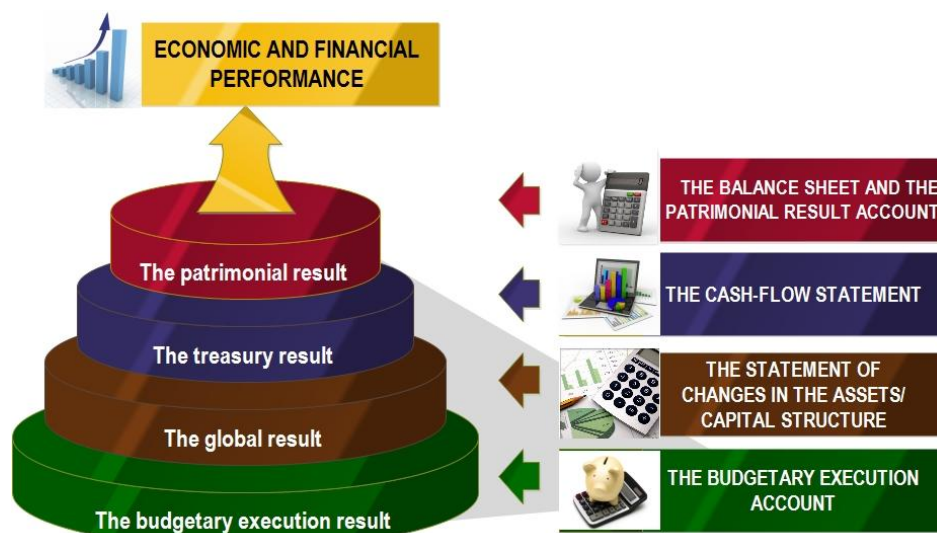 ECONOMIC AND FINANCIAL
PERFORMANCE
The patrimonial result
The treasury result
The global result
The budgetary execution result
THE BALANCE SHEET AND THE
PATRIMONIAL RESULT ACCOUNT
THE CASH-FLOW STATEMENT
THE STATEMENT OF
CHANGES IN THE ASSETS/
CAPITAL STRUCTURE
THE BUDGETARY EXECUTION
ACCOUNT